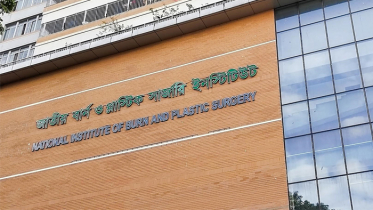 জাতীয় বার্ন ও প্লাস্টিক সার্জারি ইনস্টিটিউট
NATIONAL INSTITUTE OF BURN AND PLASTIC SURGERY